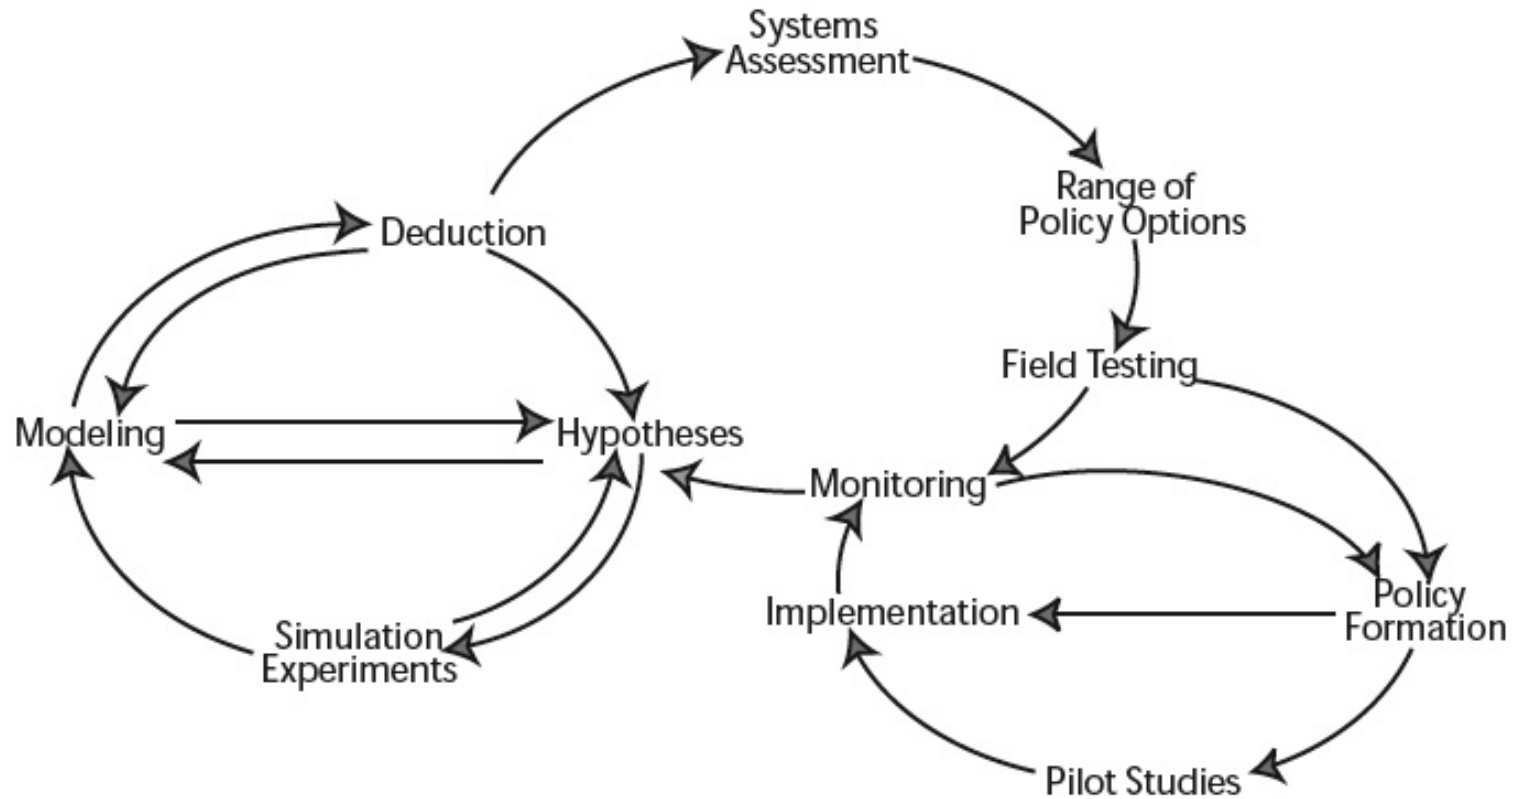 Systems
Assessment
Range of
Policy Options
Deduction
Field Testing
Modeling
Hypotheses
Monitoring
Policy
Formation
Implementation
Simulation
Experiments
Pilot Studies